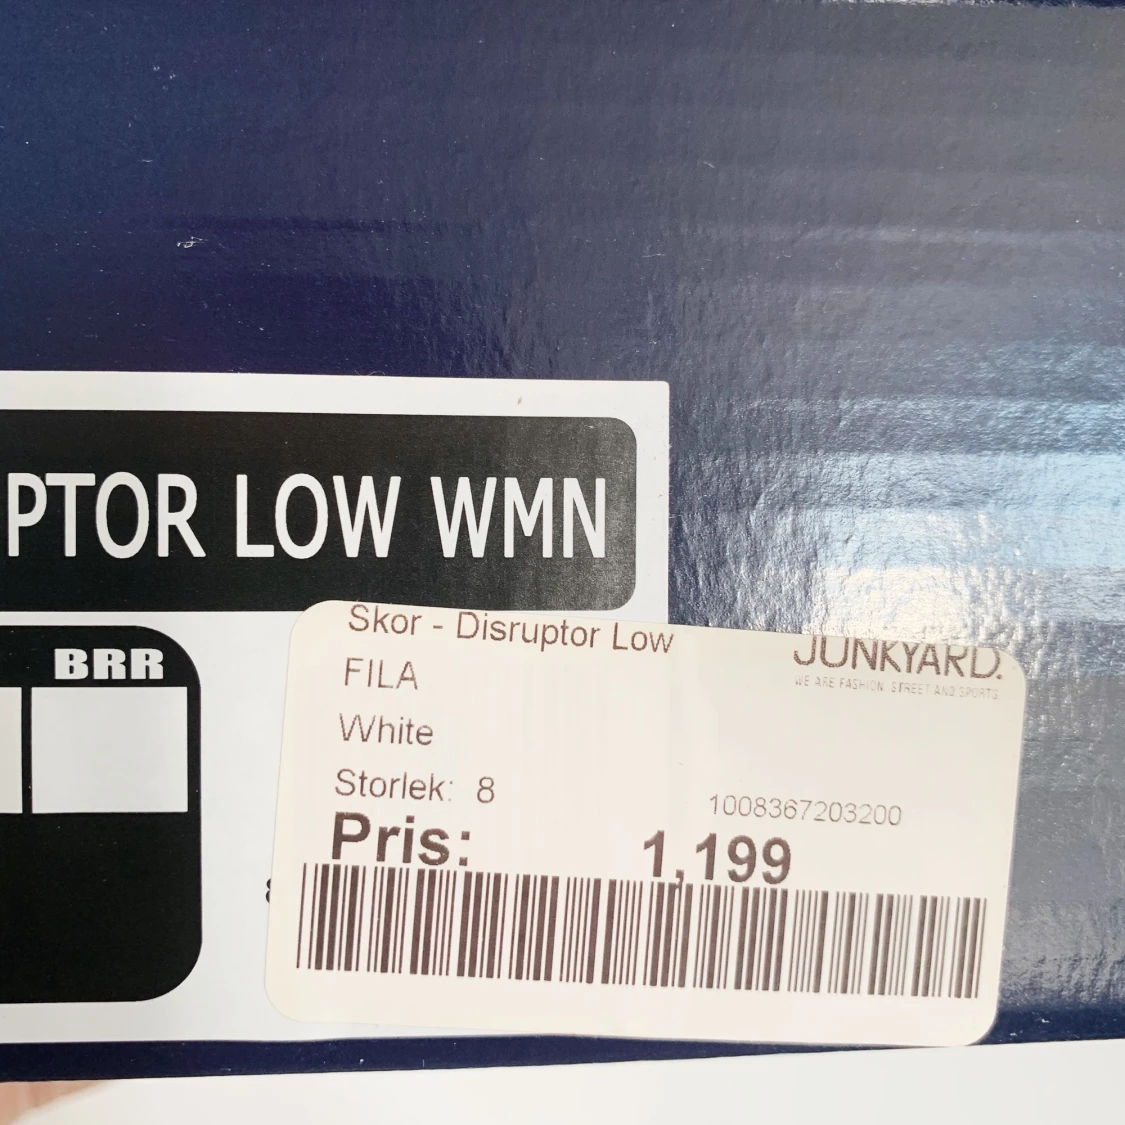 PTOR LOW WMN
BRR
Skor - Disruptor Low
JUNKYARD.
WE ARE FASHION, STREET AND SPORTS
FILA
White
Storlek: 8
1008367203200
Pris: 1,199